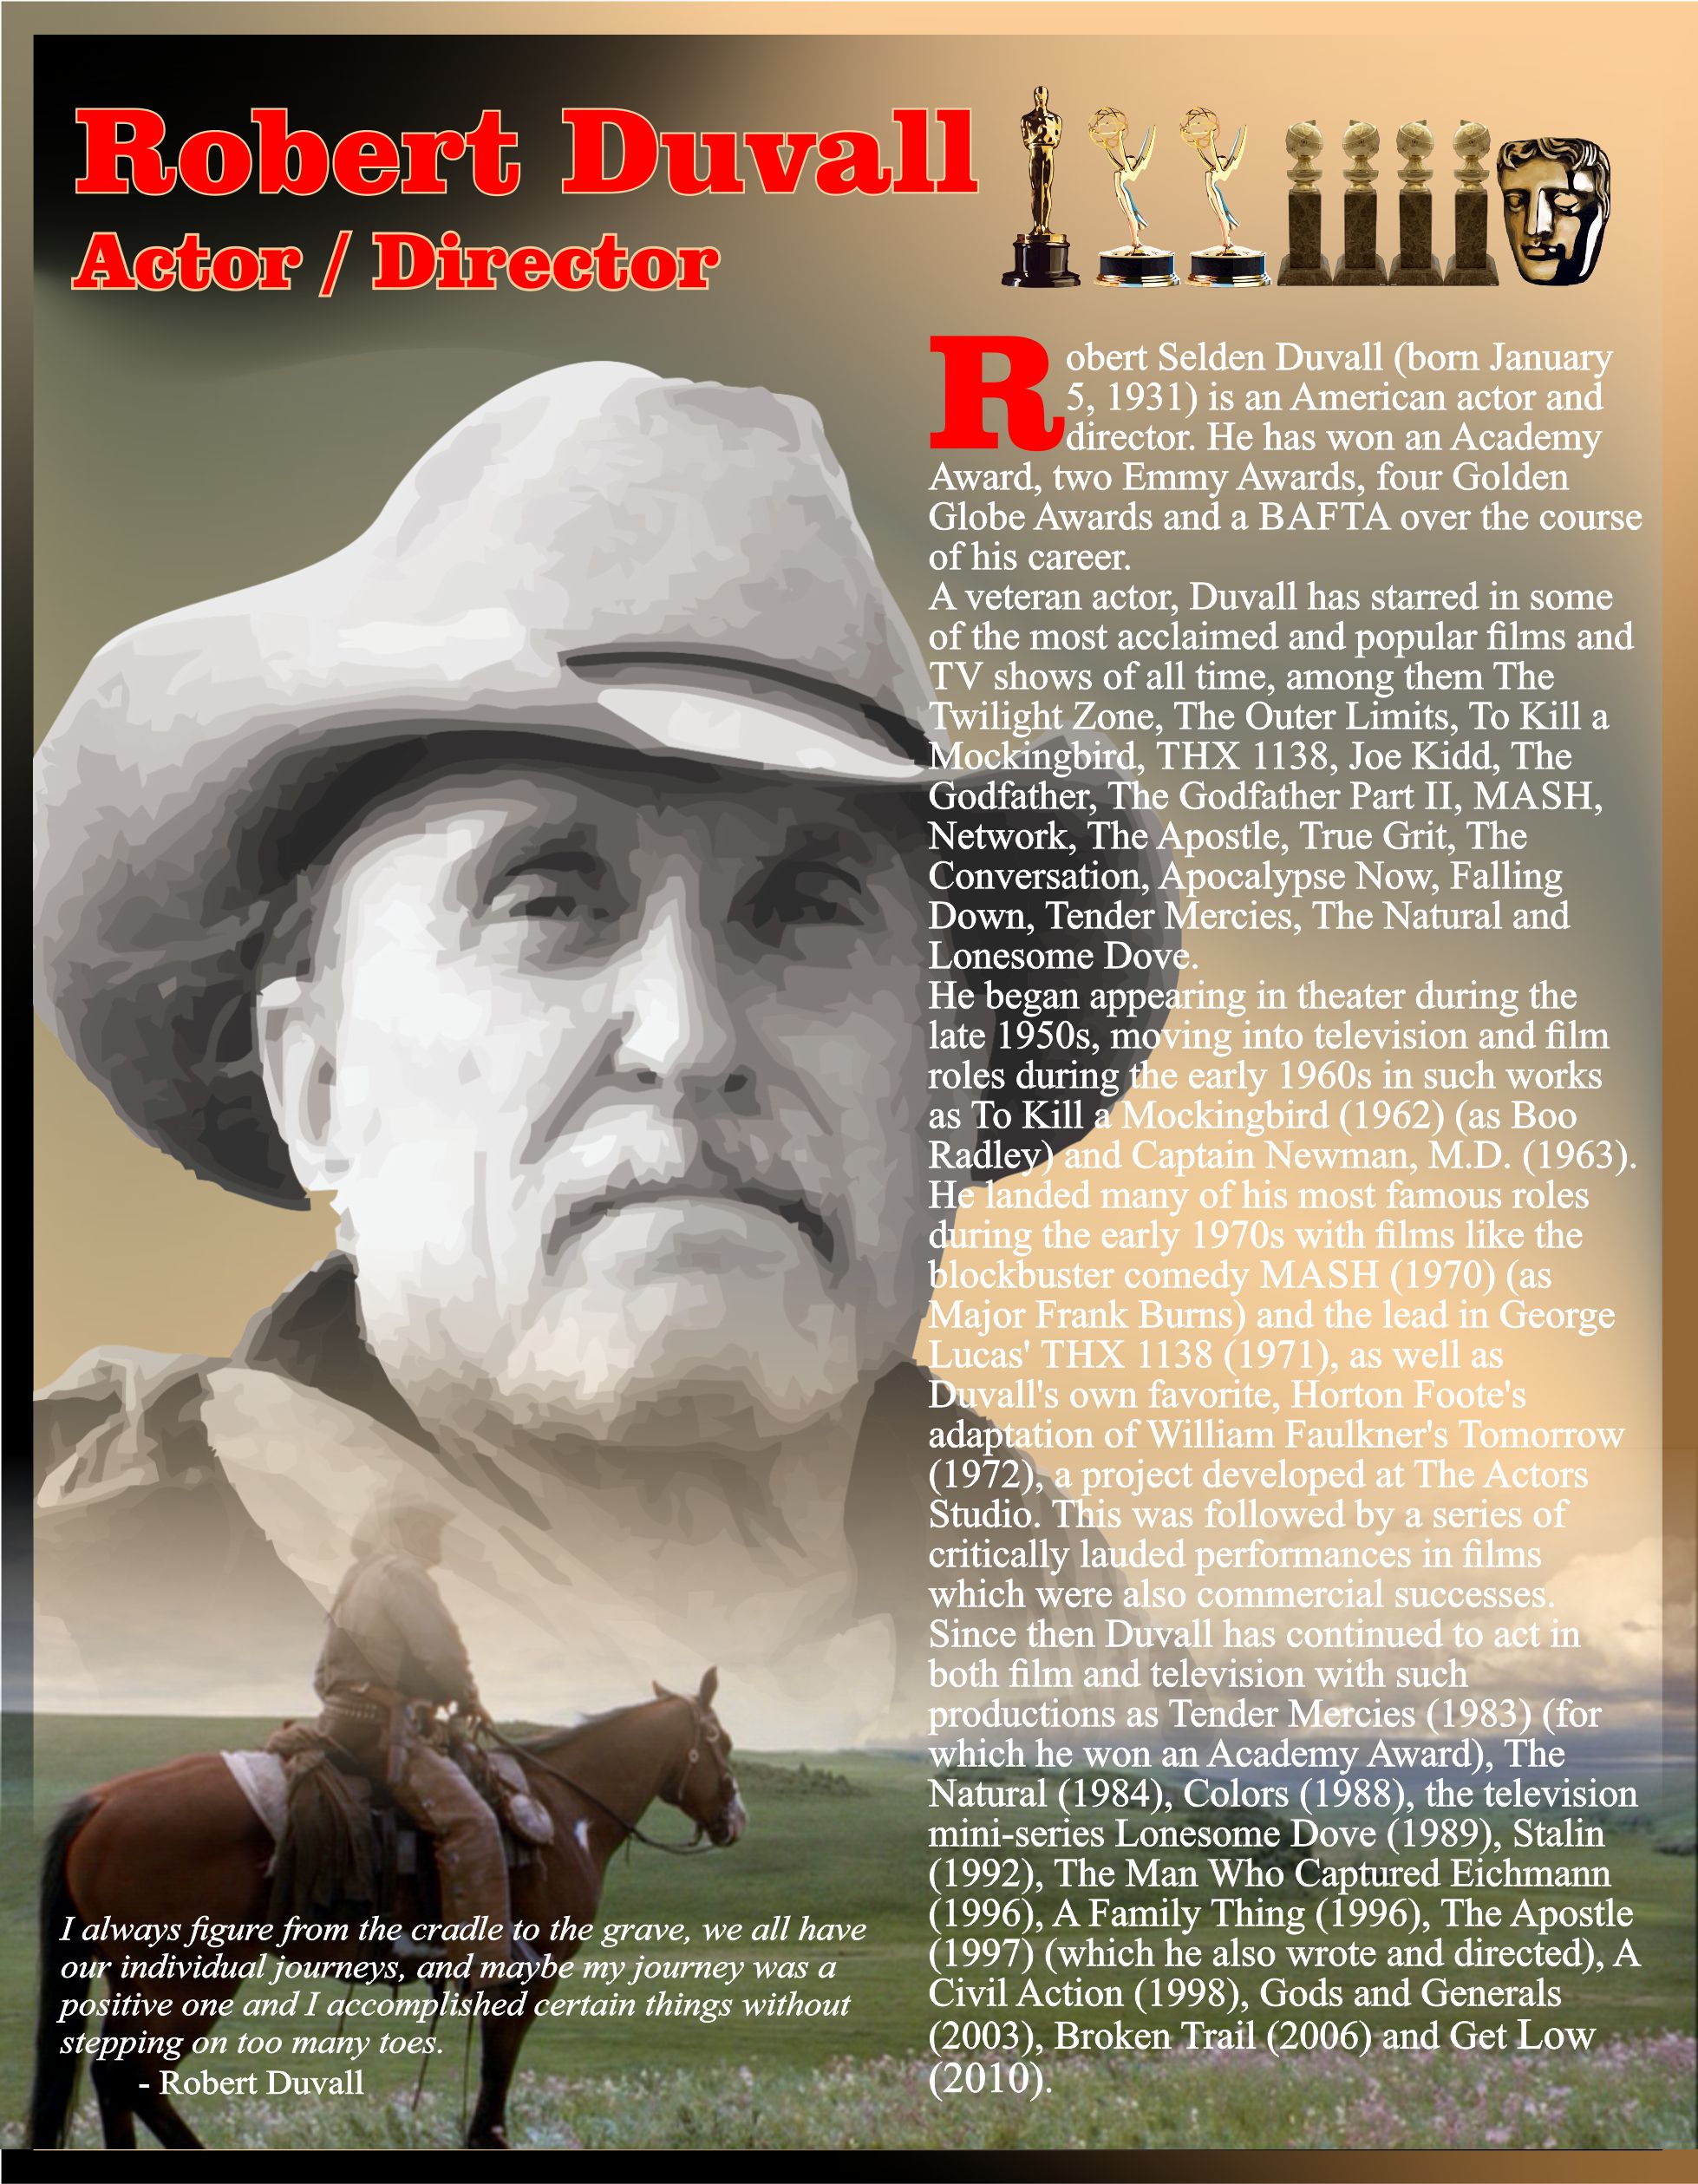 Robert Duvall
Actor / Director
Robert Selden Duvall (born January
5, 1931) is an American actor and
director. He has won an Academy
Award, two Emmy Awards, four Golden
Globe Awards and a BAFTA over the course
of his career.
A veteran actor, Duvall has starred in some
of the most acclaimed and popular films and
TV shows of all time, among them The
Twilight Zone, The Outer Limits, To Kill a
Mockingbird, THX 1138, Joe Kidd, The
Godfather, The Godfather Part II, MASH,
Network, The Apostle, True Grit, The
Conversation, Apocalypse Now, Falling
Down, Tender Mercies, The Natural and
Lonesome Dove.
He began appearing in theater during the
late 1950s, moving into television and film
roles during the early 1960s in such works
as To Kill a Mockingbird (1962) (as Boo
Radley) and Captain Newman, M.D. (1963).
He landed many of his most famous roles
during the early 1970s with films like the
blockbuster comedy MASH (1970) (as
Major Frank Burns) and the lead in George
Lucas' THX 1138 (1971), as well as
Duvall's own favorite, Horton Foote's
adaptation of William Faulkner's Tomorrow
(1972), a project developed at The Actors
Studio. This was followed by a series of
critically lauded performances in films
which were also commercial successes.
Since then Duvall has continued to act in
both film and television with such
productions as Tender Mercies (1983) (for
which he won an Academy Award), The
Natural (1984), Colors (1988), the television
mini-series Lonesome Dove (1989), Stalin
(1992), The Man Who Captured Eichmann
(1996), A Family Thing (1996), The Apostle
(1997) (which he also wrote and directed), A
Civil Action (1998), Gods and Generals
(2003), Broken Trail (2006) and Get Low
(2010).
I always figure from the cradle to the grave, we all have
our individual journeys, and maybe my journey was a
positive one and I accomplished certain things without
stepping on too many toes.
- Robert Duvall